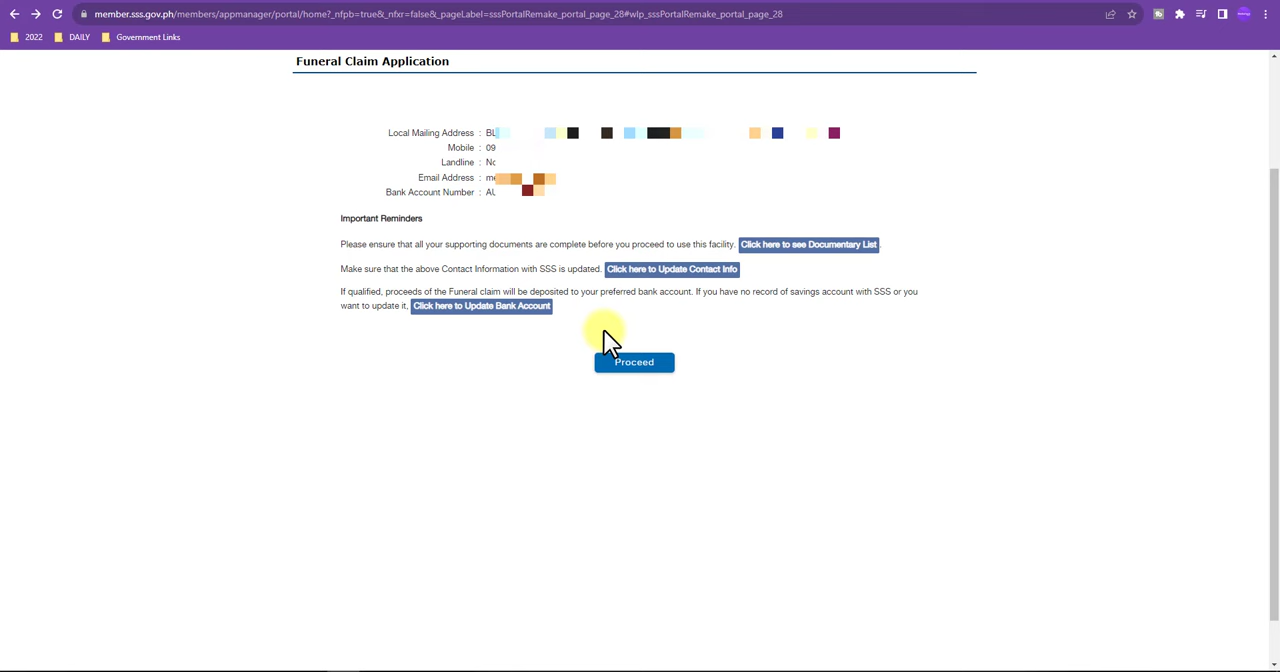 member.sss.gov.ph/members/appmanager/portal/home?_nfpb=true&_nfxr=false&_pageLabel=sssPortalRemake_portal_page_28#wlp_sssPortalRemake_portal_page_28
2022 DAILY Government Links
Funeral Claim Application
Local Mailing Address : BL
Mobile : 09
Landline : No
Email Address : me
Bank Account Number : AU
Important Reminders
Please ensure that all your supporting documents are complete before you proceed to use this facility. Click here to see Documentary List.
Make sure that the above Contact Information with SSS is updated. Click here to Update Contact Info
If qualified, proceeds of the Funeral claim will be deposited to your preferred bank account. If you have no record of savings account with SSS or you
want to update it, Click here to Update Bank Account
Proceed